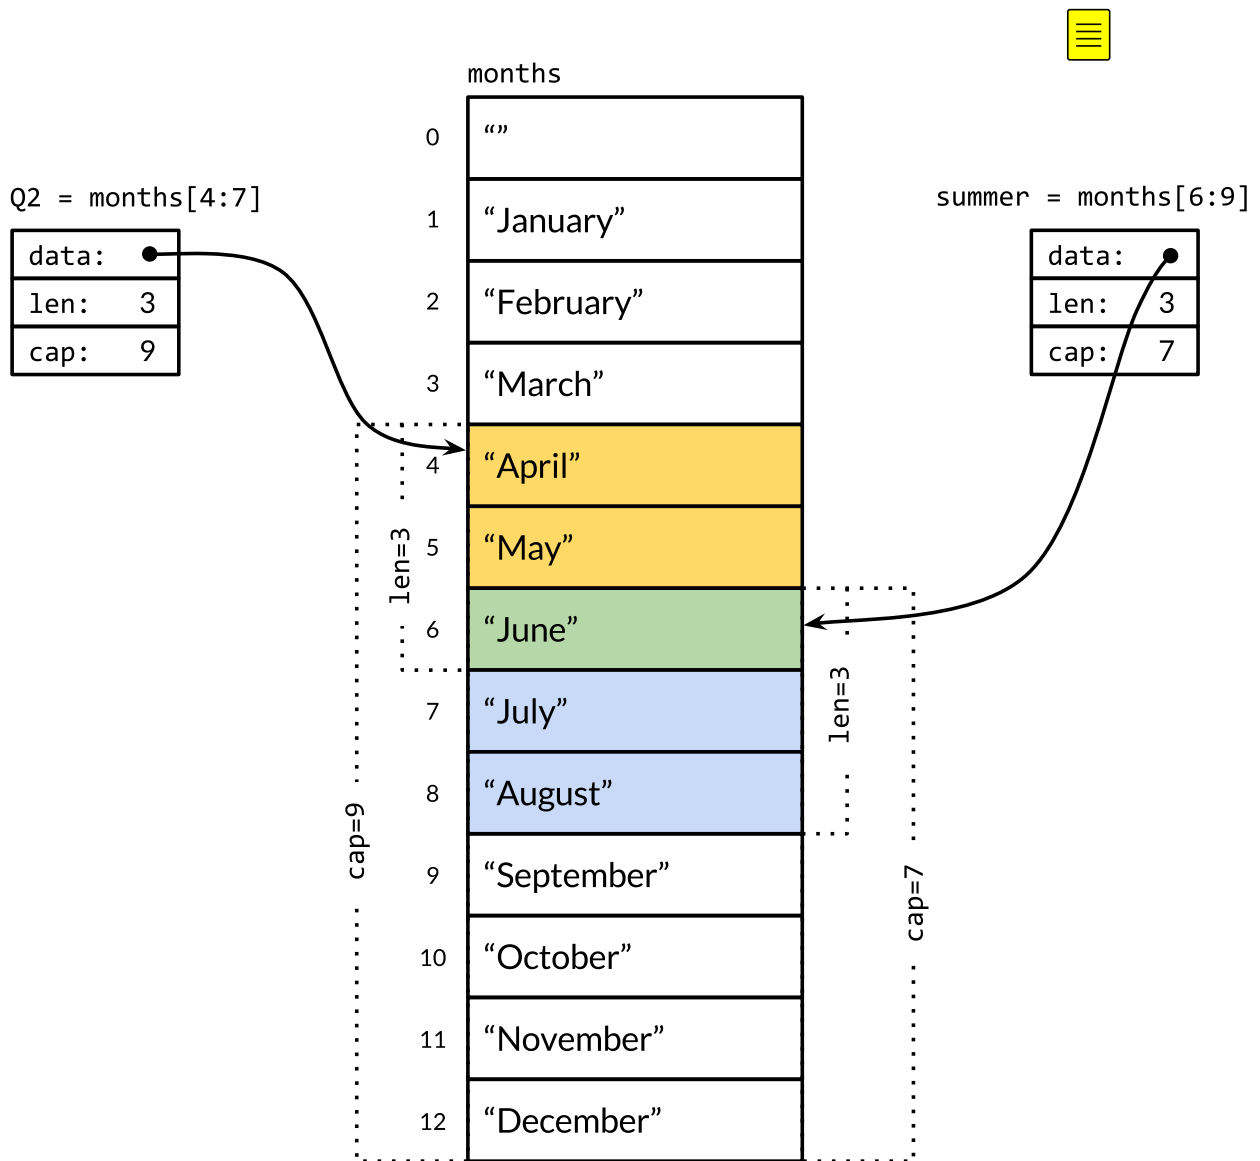 months
0 “”
Q2 = months[4:7]
data:
len: 3
cap: 9
summer = months[6:9]
data:
len: 3
cap: 7
1 “January”
2 “February”
3 “March”
4 “April”
5 “May”
6 “June”
7 “July”
8 “August”
9 “September”
10 “October”
11 “November”
12 “December”
len=3
cap=9
len=3
cap=7